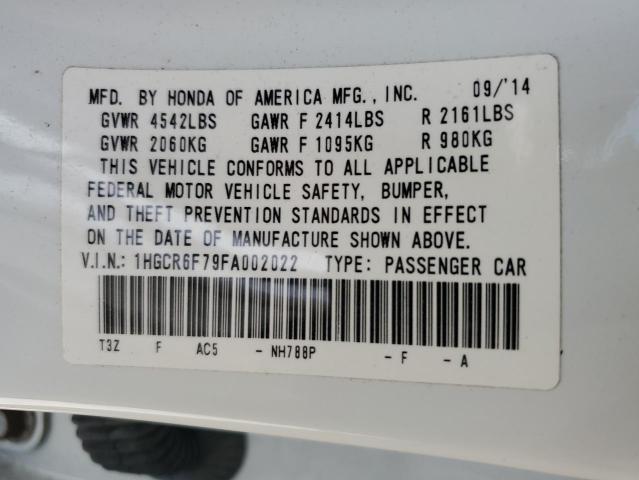 MFD. BY HONDA OF AMERICA MFG., INC. 09/'14
GVWR 4542LBS GAWR F 2414LBS R 2161LBS
GVWR 2060KG GAWR F 1095KG R 980KG
THIS VEHICLE CONFORMS TO ALL APPLICABLE
FEDERAL MOTOR VEHICLE SAFETY, BUMPER,
AND THEFT PREVENTION STANDARDS IN EFFECT
ON THE DATE OF MANUFACTURE SHOWN ABOVE.
V.I.N.: 1HGCR6F79FA002022 TYPE: PASSENGER CAR
T3Z F AC5 - NH788P - F - A